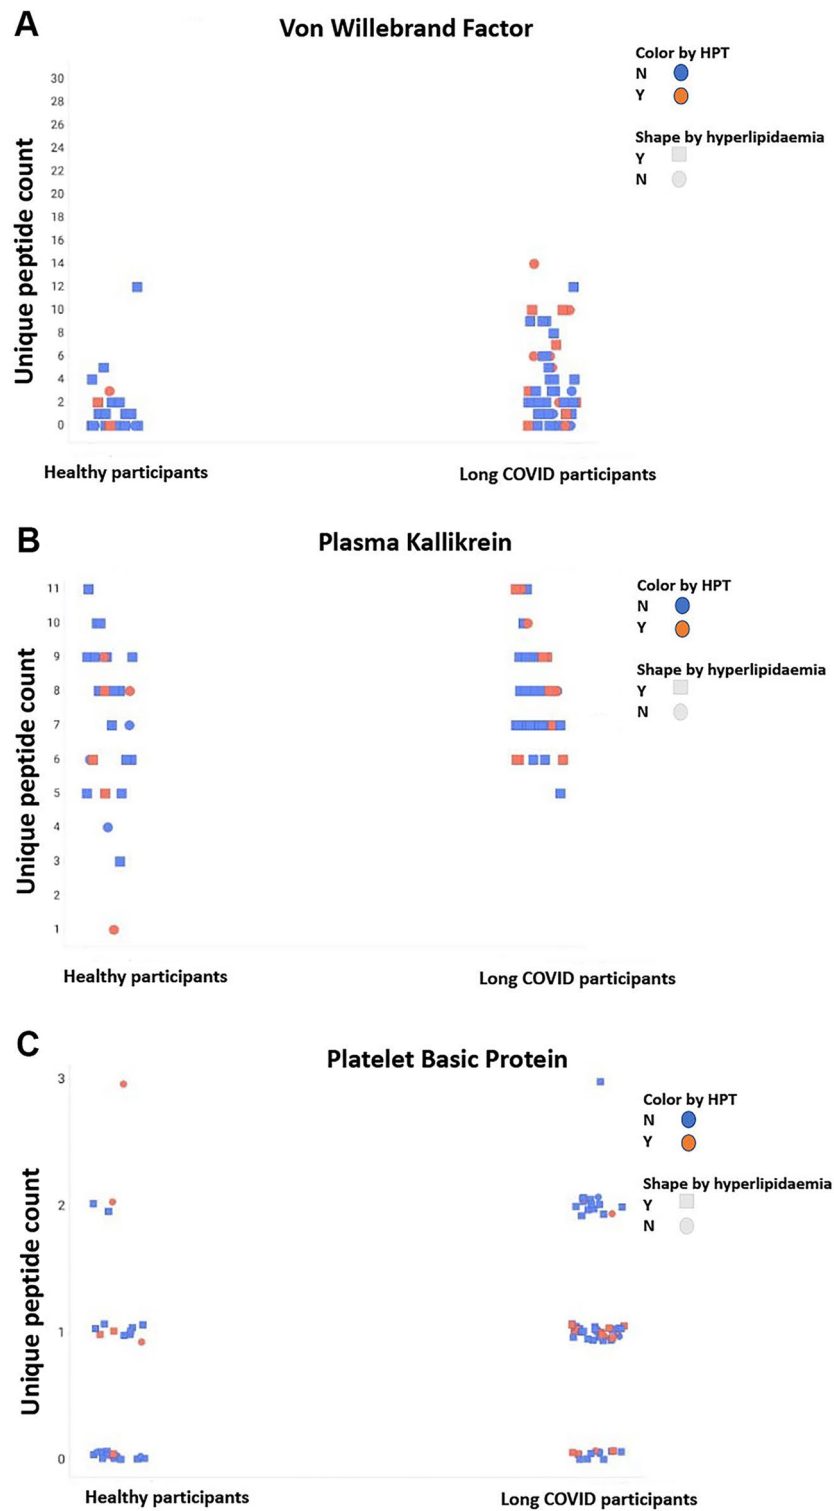 A
Von Willebrand Factor
Color by HPT
N
Y
Shape by hyperlipidaemia
Y
N
Unique peptide count
30
28
26
24
22
20
18
16
14
12
10
8
6
4
2
0
Healthy participants
Long COVID participants
B
Plasma Kallikrein
Color by HPT
N
Y
Shape by hyperlipidaemia
Y
N
Unique peptide count
11
10
9
8
7
6
5
4
3
2
1
Healthy participants
Long COVID participants
C
Platelet Basic Protein
Color by HPT
N
Y
Shape by hyperlipidaemia
Y
N
Unique peptide count
3
2
1
0
Healthy participants
Long COVID participants